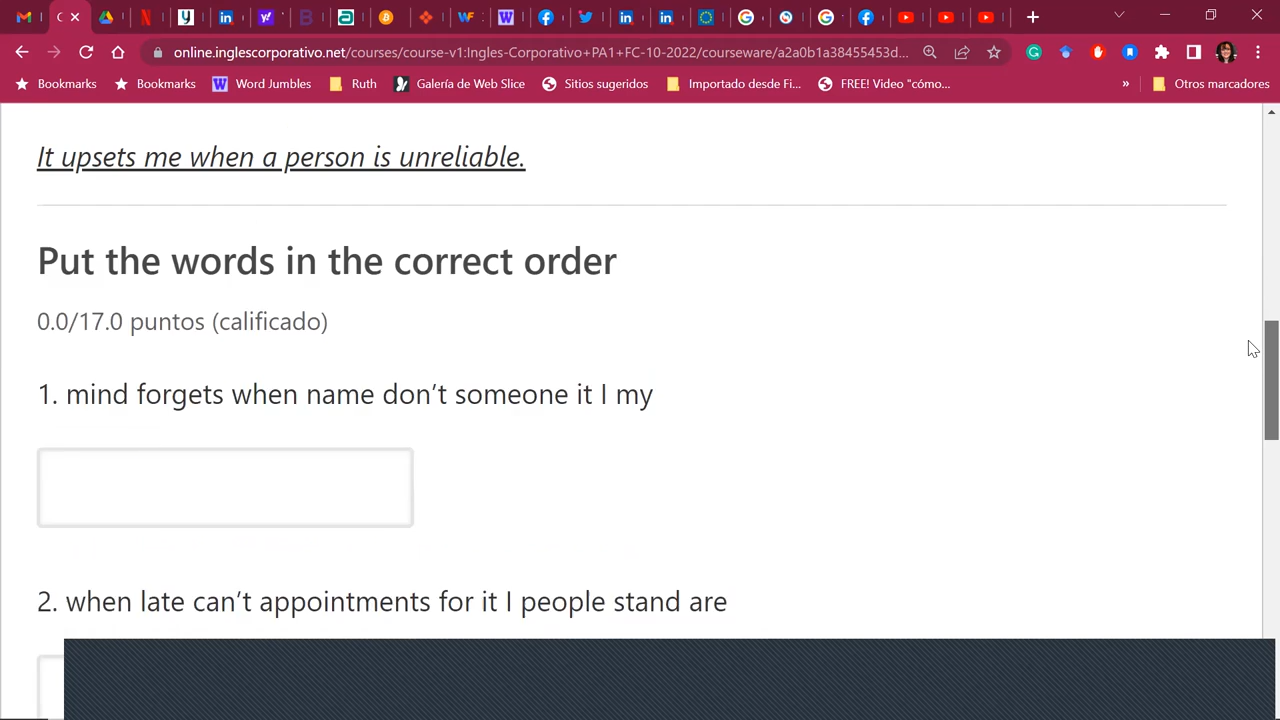 online.inglescorporativo.net/courses/course-v1:Ingles-Corporativo+PA1+FC-10-2022/courseware/a2a0b1a38455453d...
Bookmarks Bookmarks Word Jumbles Ruth Galería de Web Slice Sitios sugeridos Importado desde Fi... FREE! Video "cómo... » Otros marcadores
It upsets me when a person is unreliable.
Put the words in the correct order
0.0/17.0 puntos (calificado)
1. mind forgets when name don’t someone it I my
2. when late can’t appointments for it I people stand are